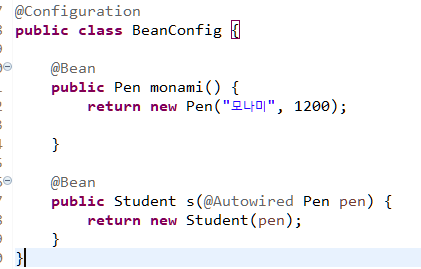 @Configuration
public class BeanConfig {
@Bean
public Pen monami() {
return new Pen("모나미", 1200);
}
@Bean
public Student s(@Autowired Pen pen) {
return new Student(pen);
}
}